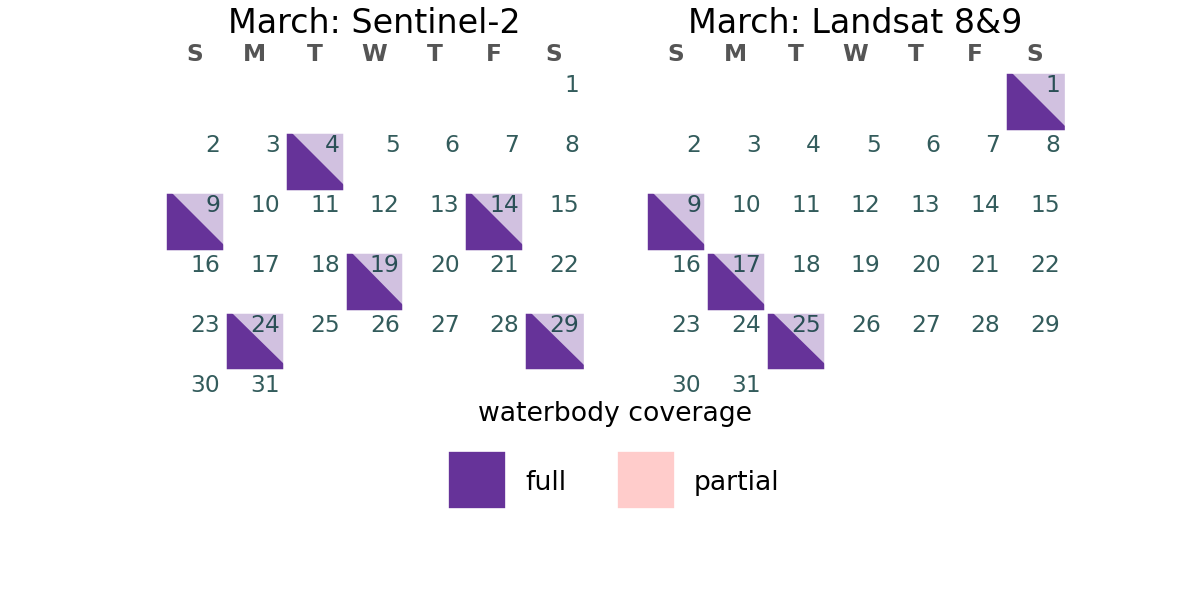 March: Sentinel-2
S M T W T F S
1
2 3 4 5 6 7 8
9 10 11 12 13 14 15
16 17 18 19 20 21 22
23 24 25 26 27 28 29
30 31
March: Landsat 8&9
S M T W T F S
1
2 3 4 5 6 7 8
9 10 11 12 13 14 15
16 17 18 19 20 21 22
23 24 25 26 27 28 29
30 31
waterbody coverage
full partial